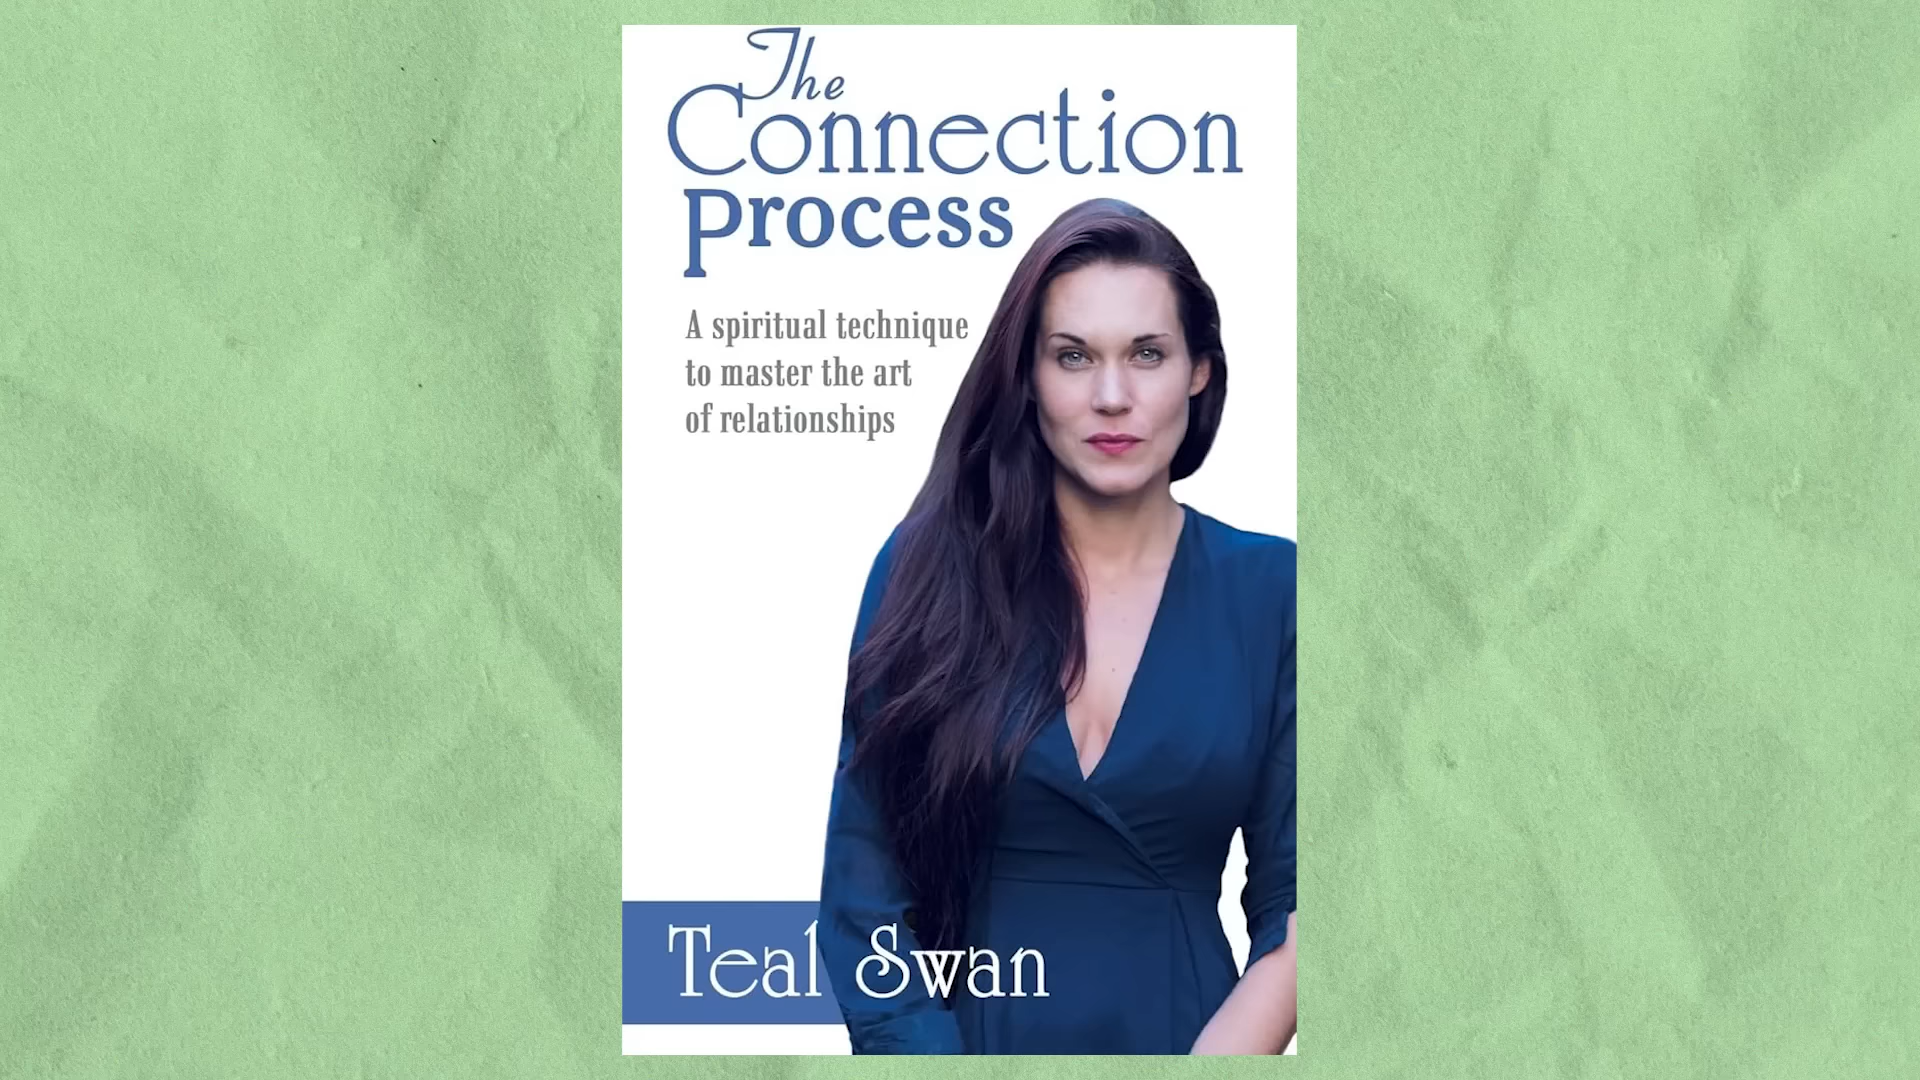 The
Connection
Process
A spiritual technique
to master the art
of relationships
Teal Swan